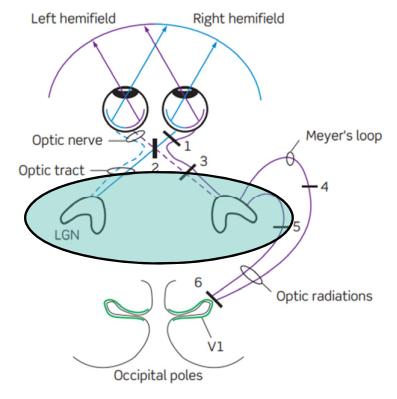 Left hemifield
Right hemifield
Optic nerve
1
Meyer's loop
2
3
Optic tract
4
LGN
5
6
Optic radiations
V1
Occipital poles